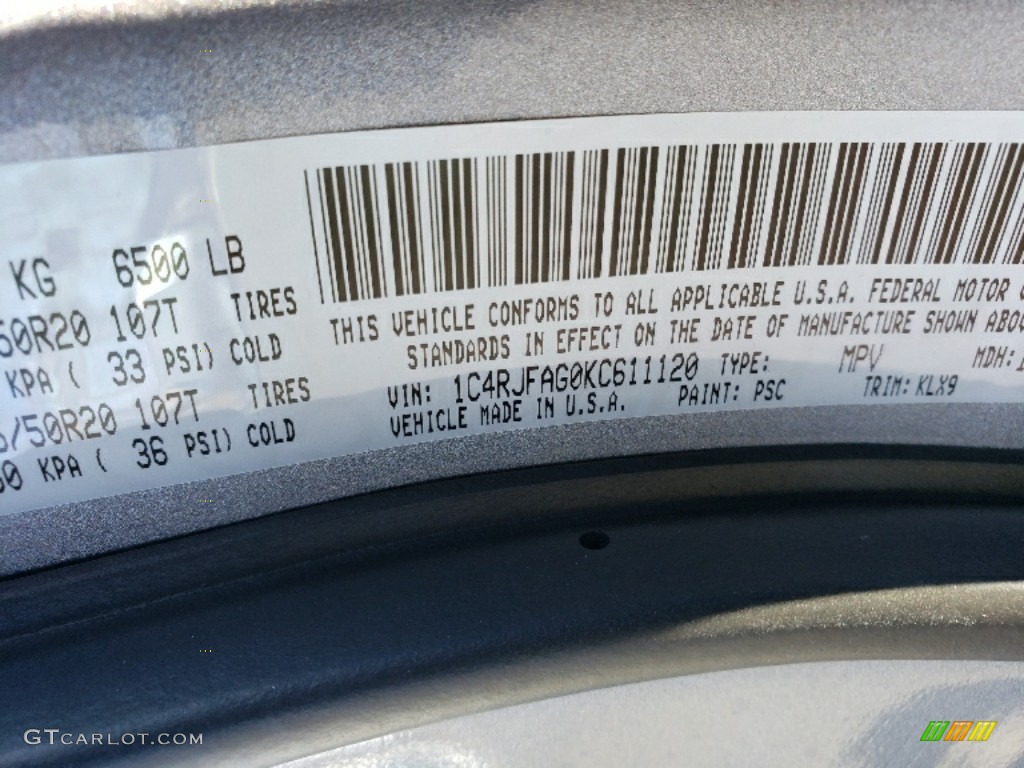 KG 6500 LB
50R20 107T TIRES
KPA ( 33 PSI) COLD
/50R20 107T TIRES
KPA ( 36 PSI) COLD
THIS VEHICLE CONFORMS TO ALL APPLICABLE U.S.A. FEDERAL MOTOR
STANDARDS IN EFFECT ON THE DATE OF MANUFACTURE SHOWN ABOV
VIN: 1C4RJFAG0KC611120 TYPE: MPV MDH:
VEHICLE MADE IN U.S.A. PAINT: PSC TRIM: KLX9
GTCARLOT.COM